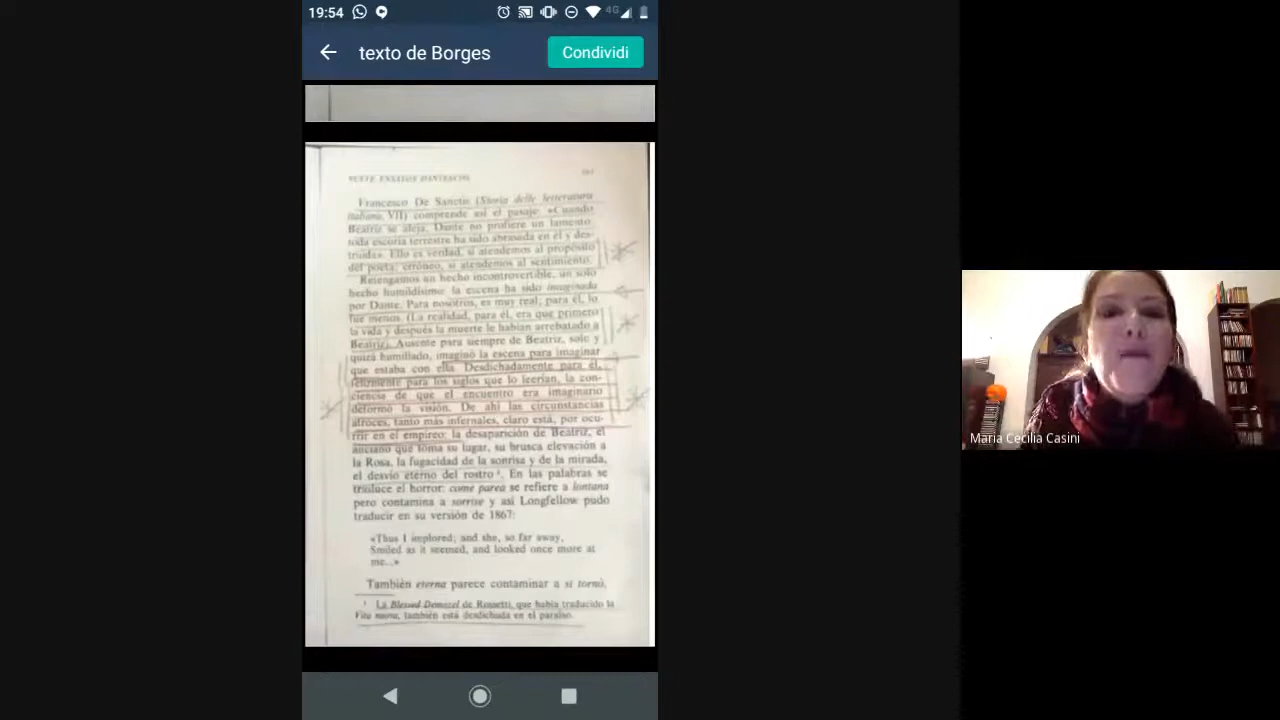 19:54
4G
texto de Borges
Condividi
NUEVE ENSAYOS DANTESCOS
Francesco De Sanctis (Storia della letteratura
italiana, VII) comprende así el pasaje: «Cuando
Beatriz se aleja, Dante no profiere un lamento:
toda escoria terrestre ha sido abrasada en él y des-
truida». Ello es verdad, si atendemos al propósito
del poeta; erróneo, si atendemos al sentimiento.
Retengamos un hecho incontrovertible, un solo
hecho humildísimo: la escena ha sido imaginada
por Dante. Para nosotros, es muy real; para él, lo
fue menos. (La realidad, para él, era que primero
la vida y después la muerte le habían arrebatado a
Beatriz). Ausente para siempre de Beatriz, solo y
quizá humillado, imaginó la escena para imaginar
que estaba con ella. Desdichadamente para él,
felizmente para los siglos que lo leerían, la con-
ciencia de que el encuentro era imaginario
deformó la visión. De ahí las circunstancias
atroces, tanto más infernales, claro está, por ocu-
rrir en el empíreo: la desaparición de Beatriz, el
anciano que toma su lugar, su brusca elevación a
la Rosa, la fugacidad de la sonrisa y de la mirada,
el desvío eterno del rostro ¹. En las palabras se
trasluce el horror: come parea se refiere a lontana
pero contamina a sorrise y así Longfellow pudo
traducir en su versión de 1867:
«Thus I implored; and she, so far away,
Smiled as it seemed, and looked once more at
me...»
También eterna parece contaminar a si tornò.
¹ La Blessed Demozel de Rossetti, que había traducido la
Vita nuova, también está desdichada en el paraíso.
Maria Cecilia Casini